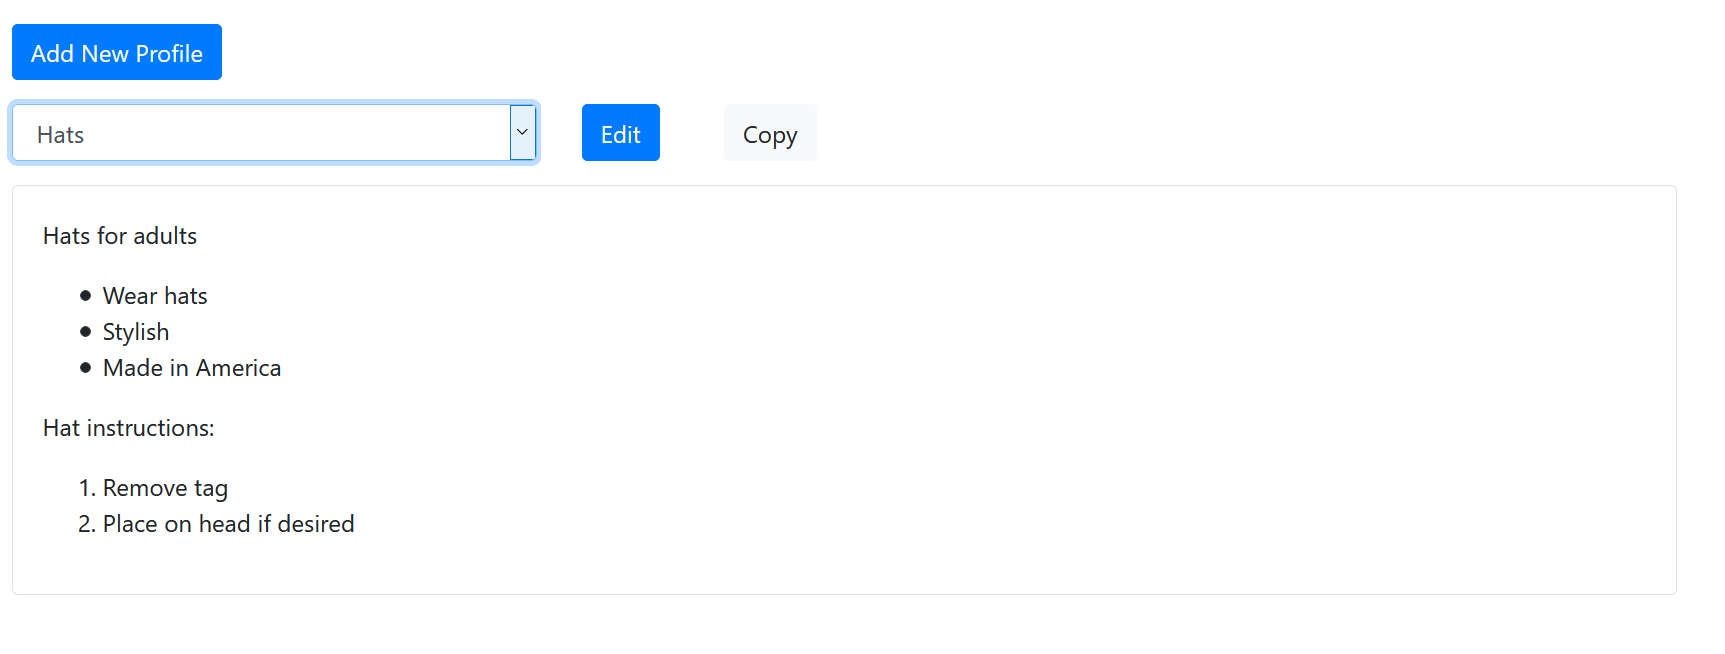 Add New Profile
Hats
Edit
Copy
Hats for adults
• Wear hats
• Stylish
• Made in America
Hat instructions:
1. Remove tag
2. Place on head if desired